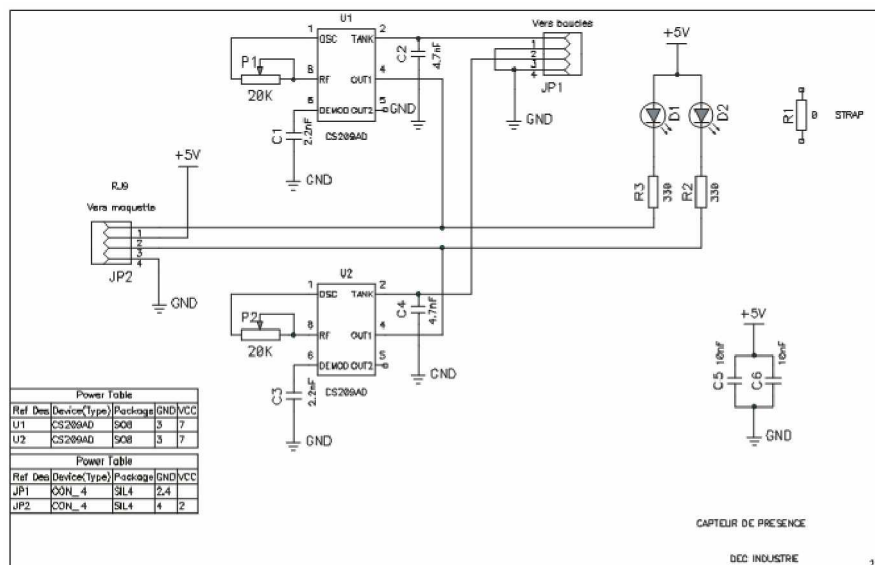 U1
1 OSC TANK 2
8 RF OUT1 4
6 DEMOD OUT2 5
CS209AD
P1
20K
C1
2.2nF
GND
C2
4.7nF
GND
GND
Vers boucles
1
2
3
4
JP1
GND
+5V
D1
D2
R3
330
R2
330
R1
0
STRAP
+5V
RJ9
Vers maquette
1
2
3
4
JP2
GND
U2
1 OSC TANK 2
8 RF OUT1 4
6 DEMOD OUT2 5
CS209AD
P2
20K
C3
2.2nF
GND
C4
4.7nF
GND
+5V
C5
10nF
C6
10nF
GND
Power Table
Ref Des Device(Type) Package GND VCC
U1 CS209AD SO8 3 7
U2 CS209AD SO8 3 7
Power Table
Ref Des Device(Type) Package GND VCC
JP1 CON_4 SIL4 2.4
JP2 CON_4 SIL4 4 2
CAPTEUR DE PRESENCE
DEC INDUSTRIE
1